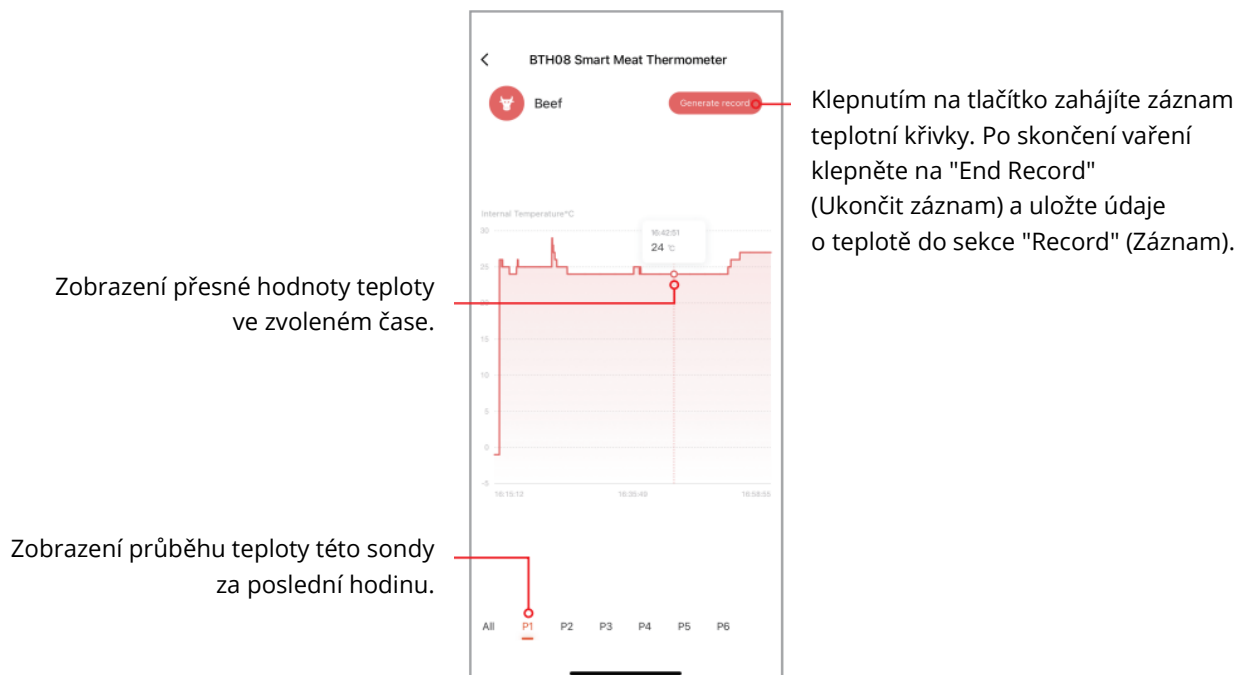 BTH08 Smart Meat Thermometer
Beef
Generate record
Klepnutím na tlačítko zahájíte záznam
teplotní křivky. Po skončení vaření
klepněte na "End Record"
(Ukončit záznam) a uložte údaje
o teplotě do sekce "Record" (Záznam).
Internal Temperature°C
30
16:42:51
24 °C
25
Zobrazení přesné hodnoty teploty
ve zvoleném čase.
20
15
10
5
0
-5
16:15:12
16:35:49
16:58:55
Zobrazení průběhu teploty této sondy
za poslední hodinu.
All P1 P2 P3 P4 P5 P6